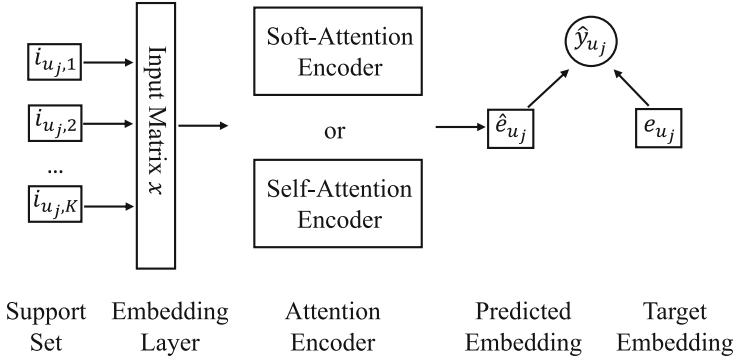 i_{u_j,1}
i_{u_j,2}
...
i_{u_j,K}
Input Matrix x
Soft-Attention
Encoder
or
Self-Attention
Encoder
ŷ_{u_j}
ê_{u_j}
e_{u_j}
Support
Set
Embedding
Layer
Attention
Encoder
Predicted
Embedding
Target
Embedding